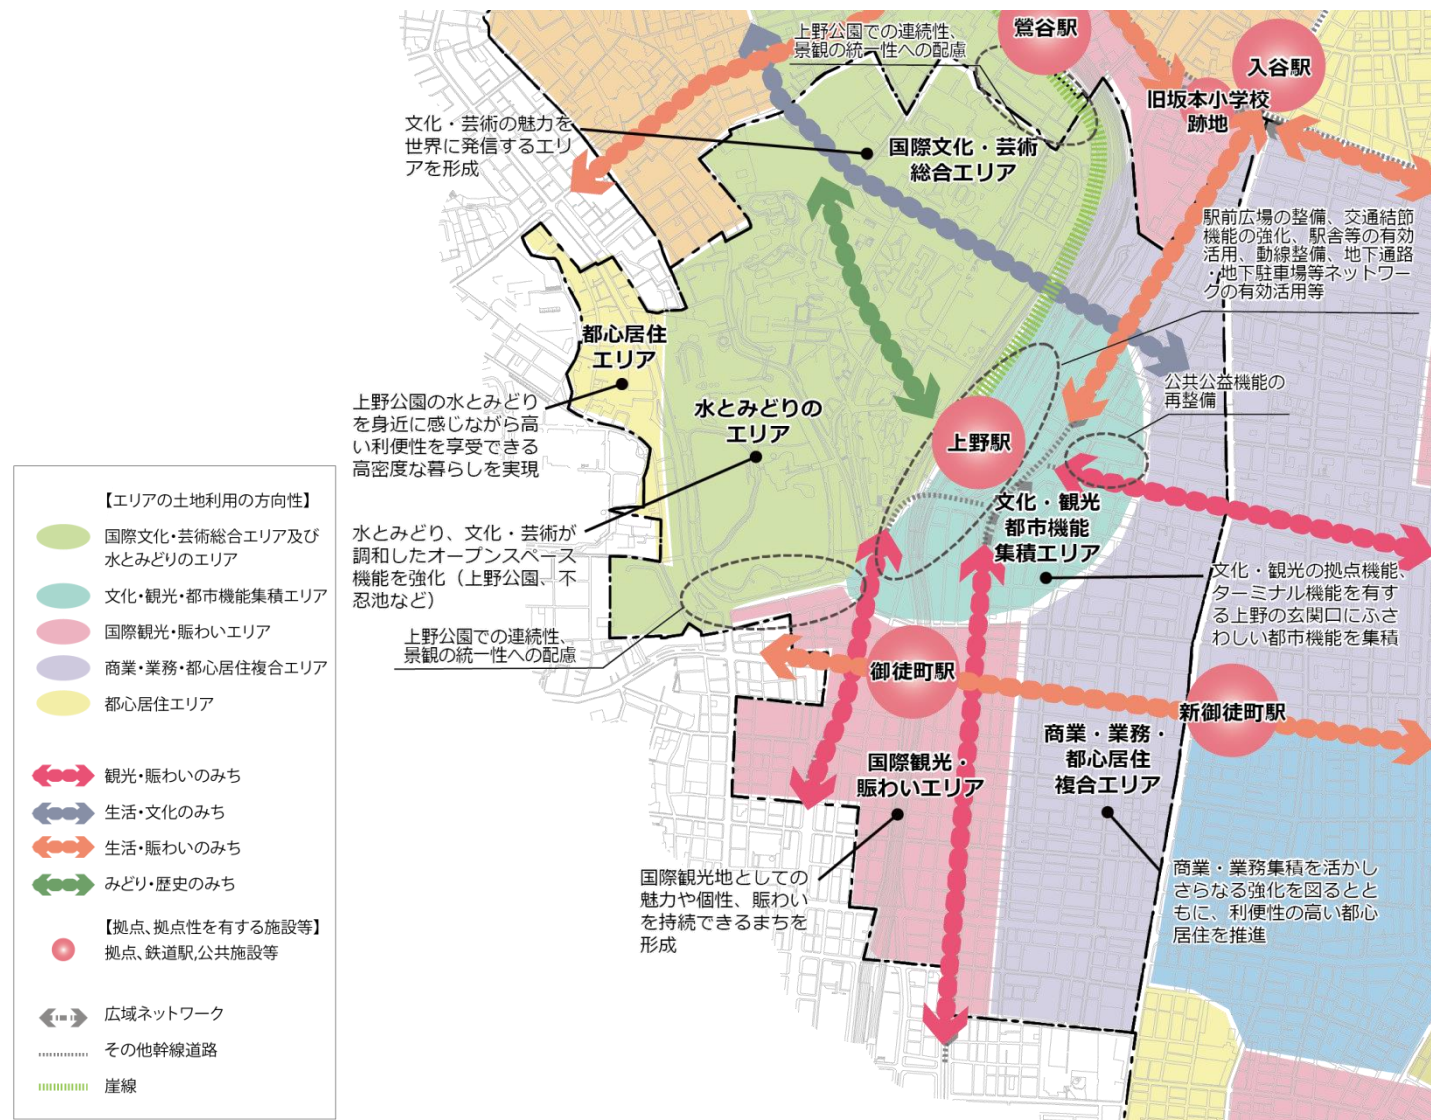 上野公園での連続性、
景観の統一性への配慮
鶯谷駅
入谷駅
旧坂本小学校
跡地
文化・芸術の魅力を
世界に発信するエリ
アを形成
国際文化・芸術
総合エリア
駅前広場の整備、交通結節
機能の強化、駅舎等の有効
活用、動線整備、地下通路
・地下駐車場等ネットワー
クの有効活用等
都心居住
エリア
公共公益機能の
再整備
上野公園の水とみどり
を身近に感じながら高
い利便性を享受できる
高密度な暮らしを実現
水とみどりの
エリア
上野駅
文化・観光
都市機能
集積エリア
水とみどり、文化・芸術が
調和したオープンスペース
機能を強化（上野公園、不
忍池など）
文化・観光の拠点機能、
ターミナル機能を有す
る上野の玄関口にふさ
わしい都市機能を集積
上野公園での連続性、
景観の統一性への配慮
御徒町駅
新御徒町駅
国際観光・
賑わいエリア
商業・業務・
都心居住
複合エリア
国際観光地としての
魅力や個性、賑わい
を持続できるまちを
形成
商業・業務集積を活かし
さらなる強化を図るとと
もに、利便性の高い都心
居住を推進
【エリアの土地利用の方向性】
国際文化・芸術総合エリア及び
水とみどりのエリア
文化・観光・都市機能集積エリア
国際観光・賑わいエリア
商業・業務・都心居住複合エリア
都心居住エリア
観光・賑わいのみち
生活・文化のみち
生活・賑わいのみち
みどり・歴史のみち
【拠点、拠点性を有する施設等】
拠点、鉄道駅,公共施設等
広域ネットワーク
その他幹線道路
崖線